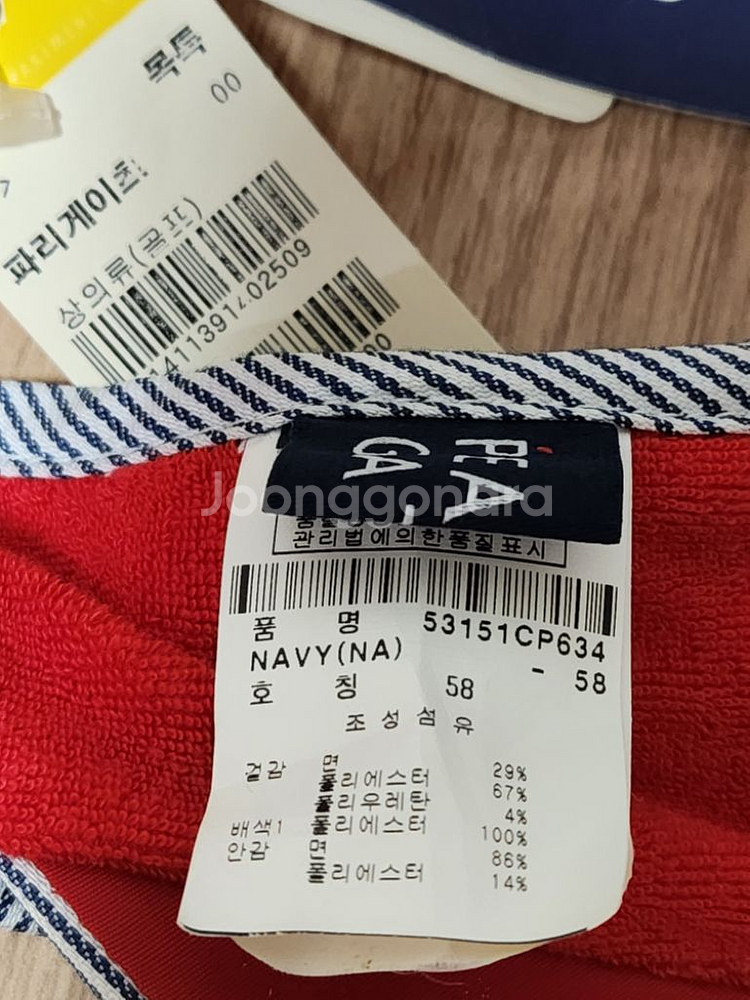 목록
00
파리게이츠
상의류(골프)
1411391402509
00
PEA
GA
Joonggonara
관리법에의한품질표시
품 명 53151CP634
NAVY(NA) - 58
호 칭 58
조성섬유
겉감 면 29%
폴리에스터 67%
폴리우레탄 4%
배색1 폴리에스터 100%
안감 면 86%
폴리에스터 14%